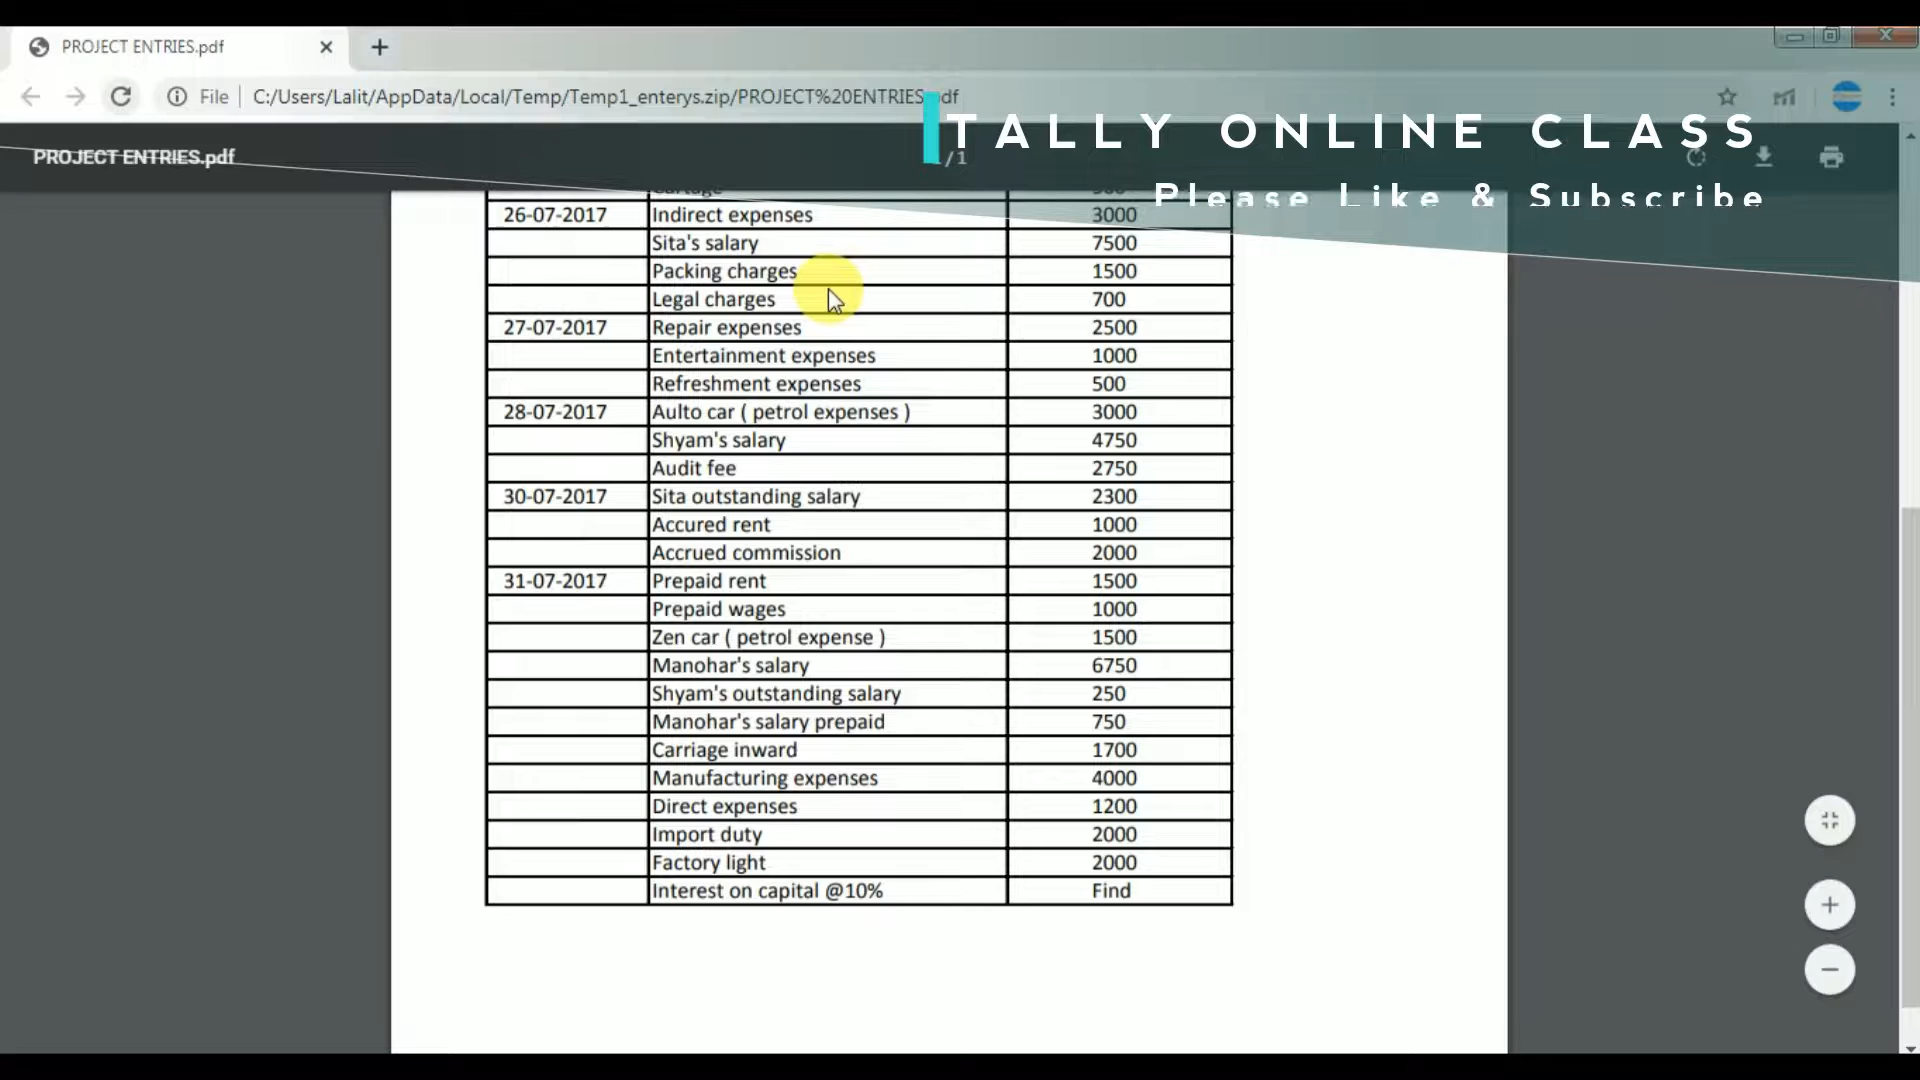 PROJECT ENTRIES.pdf
File C:/Users/Lalit/AppData/Local/Temp/Temp1_enterys.zip/PROJECT%20ENTRIES.pdf
TALLY ONLINE CLASS
PROJECT ENTRIES.pdf /1
Please Like & Subscribe
26-07-2017 Indirect expenses 3000
Sita's salary 7500
Packing charges 1500
Legal charges 700
27-07-2017 Repair expenses 2500
Entertainment expenses 1000
Refreshment expenses 500
28-07-2017 Aulto car ( petrol expenses ) 3000
Shyam's salary 4750
Audit fee 2750
30-07-2017 Sita outstanding salary 2300
Accured rent 1000
Accrued commission 2000
31-07-2017 Prepaid rent 1500
Prepaid wages 1000
Zen car ( petrol expense ) 1500
Manohar's salary 6750
Shyam's outstanding salary 250
Manohar's salary prepaid 750
Carriage inward 1700
Manufacturing expenses 4000
Direct expenses 1200
Import duty 2000
Factory light 2000
Interest on capital @10% Find